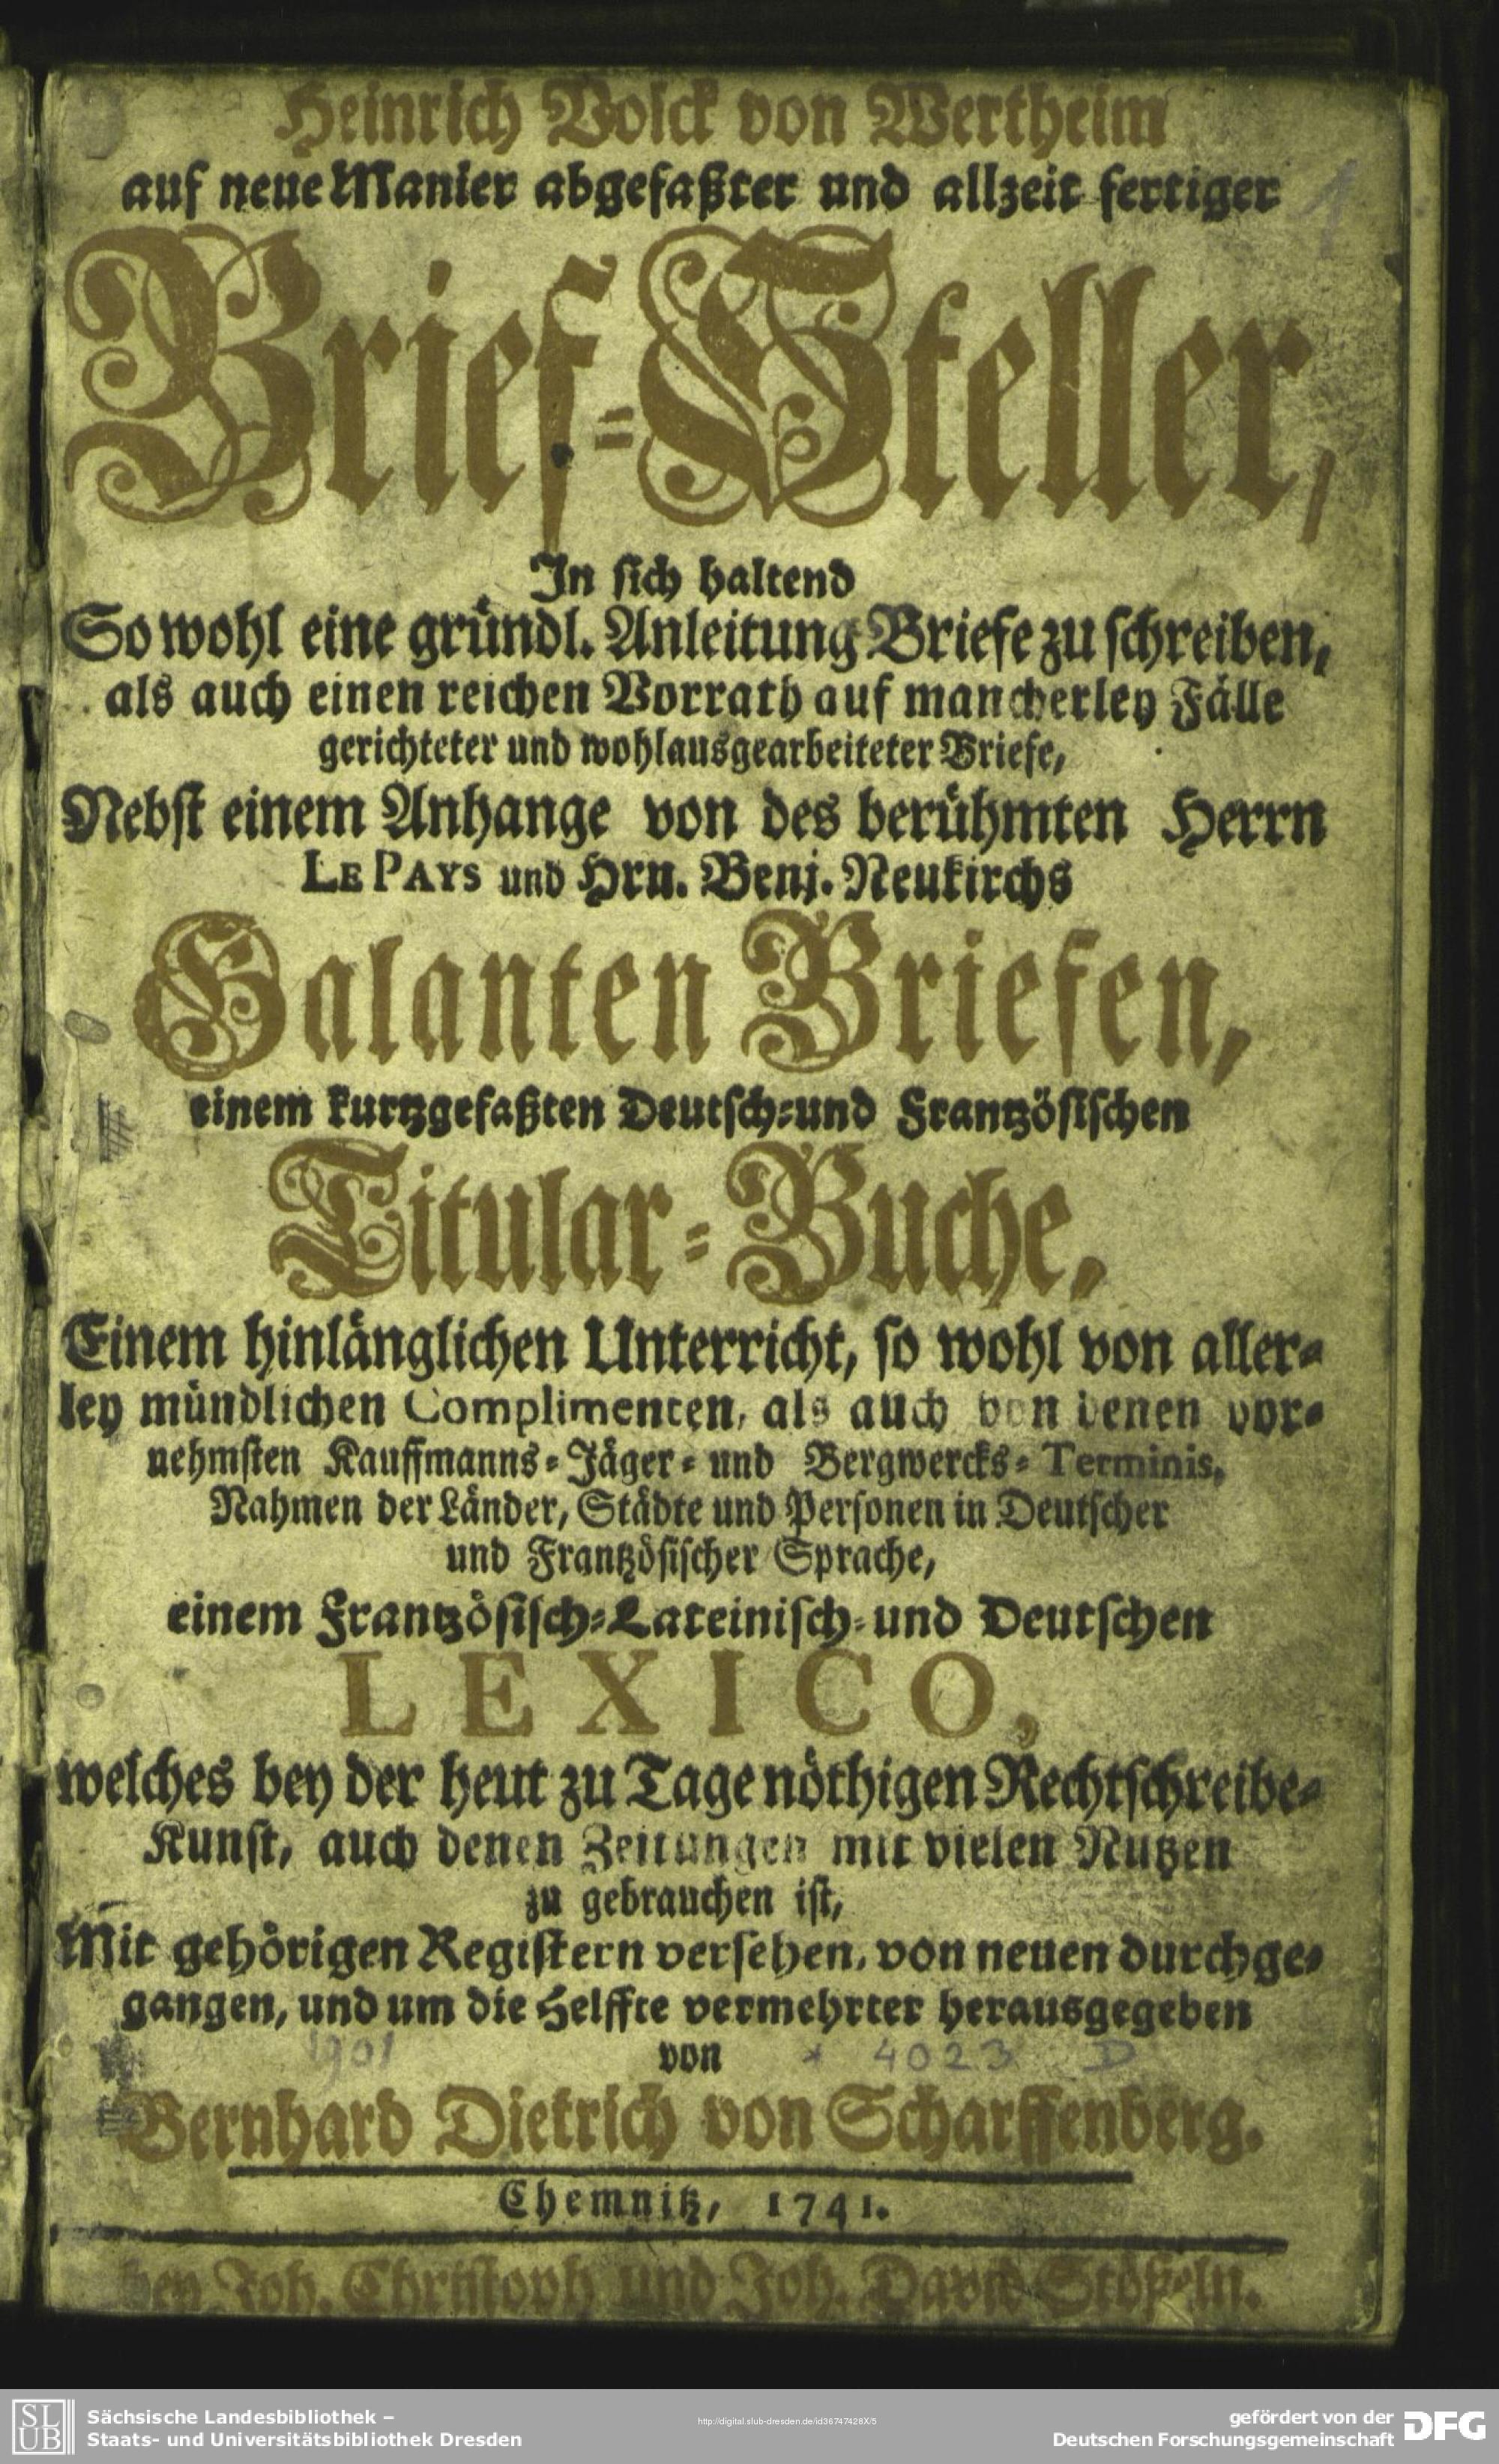 Heinrich Volck von Wertheim
auf neue Manier abgefaßter und allzeit fertiger
1
Brief-Steller,
In sich haltend
So wohl eine gründl. Anleitung Briefe zu schreiben,
als auch einen reichen Vorrath auf mancherley Fälle
gerichteter und wohlausgearbeiteter Briefe,
Nebst einem Anhange von des berühmten Herrn
LE PAYS und Hrn. Benj. Neukirchs
Galanten Briefen,
einem kurtzgefaßten Deutsch-und Frantzösischen
Titular-Buche,
Einem hinlänglichen Unterricht, so wohl von aller-
ley mündlichen Complimenten, als auch von denen vor-
nehmsten Kauffmanns-Jäger-und Bergwercks-Terminis,
Nahmen der Länder, Städte und Personen in Deutscher
und Frantzösischer Sprache,
einem Frantzösisch-Lateinisch-und Deutschen
LEXICO,
welches bey der heut zu Tage nöthigen Rechtschreibe-
Kunst, auch denen Zeitungen mit vielen Nutzen
zu gebrauchen ist,
Mit gehörigen Registern versehen, von neuen durchge-
gangen, und um die Helffte vermehrter herausgegeben
von
1901 * 4023 D
Bernhard Dietrich von Scharffenberg.
Chemnitz, 1741.
bey Joh. Christoph und Joh. David Stößeln.
SLUB
Sächsische Landesbibliothek –
Staats- und Universitätsbibliothek Dresden
http://digital.slub-dresden.de/id36747428X/5
gefördert von der
Deutschen Forschungsgemeinschaft
DFG